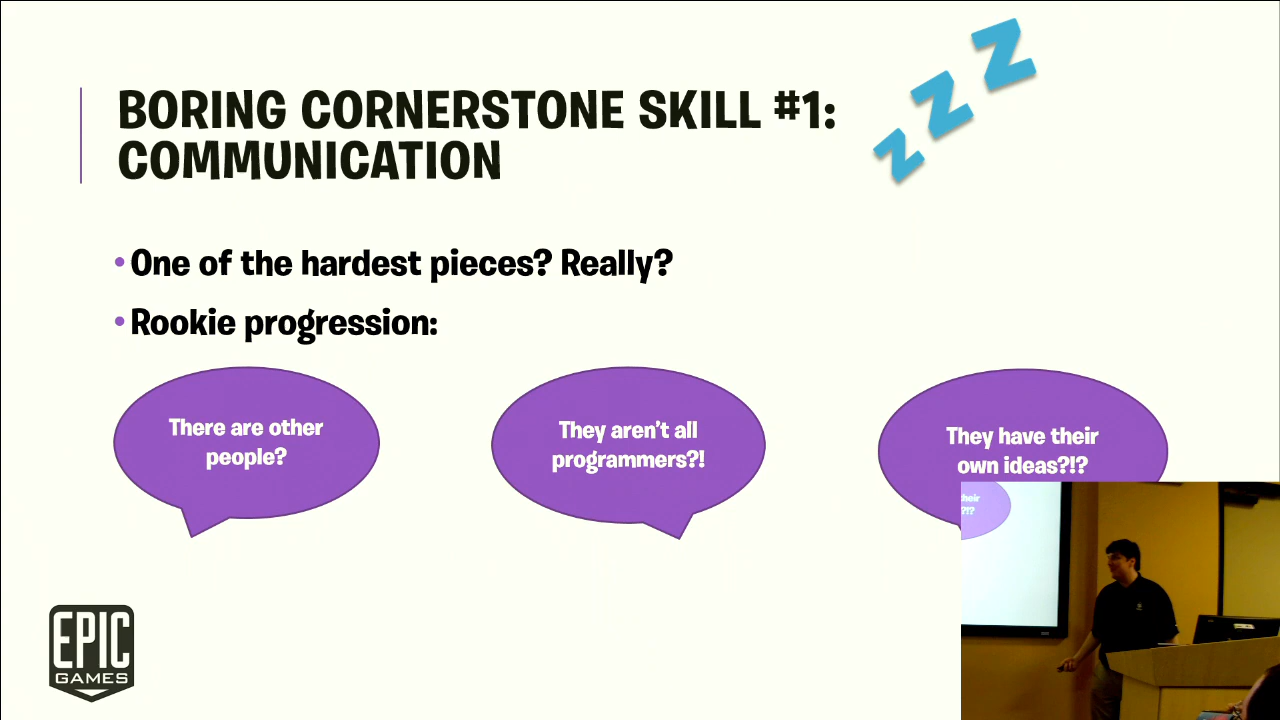 BORING CORNERSTONE SKILL #1:
COMMUNICATION
z z z
•One of the hardest pieces? Really?
•Rookie progression:
There are other
people?
They aren't all
programmers?!
They have their
own ideas?!?
their
?!?
EPIC
GAMES